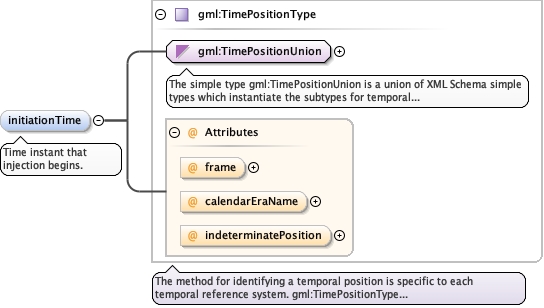 gml:TimePositionType
gml:TimePositionUnion
The simple type gml:TimePositionUnion is a union of XML Schema simple
types which instantiate the subtypes for temporal...
initiationTime
Time instant that
injection begins.
@ Attributes
@ frame
@ calendarEraName
@ indeterminatePosition
The method for identifying a temporal position is specific to each
temporal reference system. gml:TimePositionType...